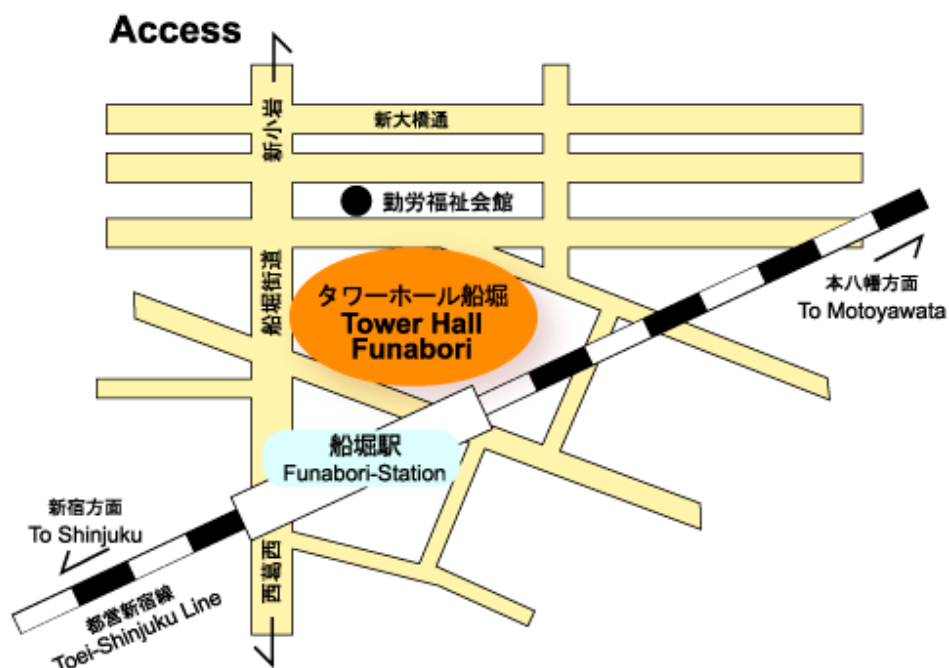 Access
新小岩
新大橋通
勤労福祉会館
船堀街道
タワーホール船堀
Tower Hall
Funabori
本八幡方面
To Motoyawata
船堀駅
Funabori-Station
新宿方面
To Shinjuku
西葛西
都営新宿線
Toei-Shinjuku Line